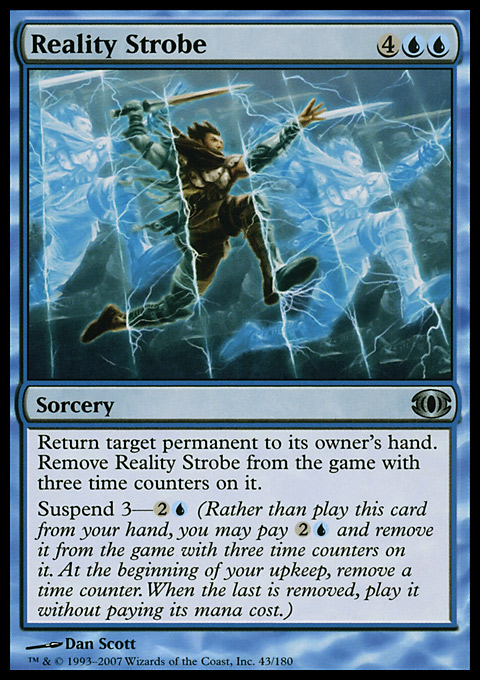 Reality Strobe 4
Sorcery
Return target permanent to its owner's hand.
Remove Reality Strobe from the game with
three time counters on it.
Suspend 3—2 (Rather than play this card
from your hand, you may pay 2 and remove
it from the game with three time counters on
it. At the beginning of your upkeep, remove a
time counter. When the last is removed, play it
without paying its mana cost.)
Dan Scott
™ & © 1993–2007 Wizards of the Coast, Inc. 43/180